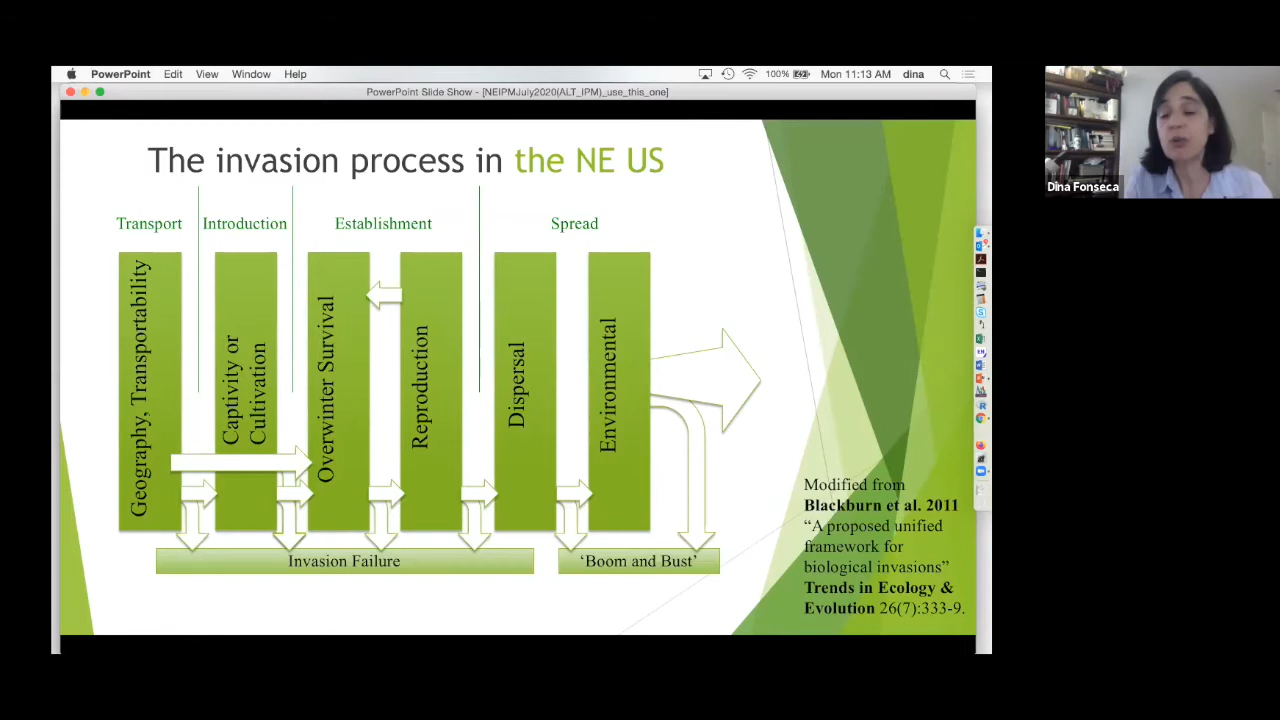 PowerPoint Edit View Window Help 100% Mon 11:13 AM dina
PowerPoint Slide Show - [NEIPMJuly2020(ALT_IPM)_use_this_one]
The invasion process in the NE US
Transport Introduction Establishment Spread
Geography, Transportability
Captivity or
Cultivation
Overwinter Survival
Reproduction
Dispersal
Environmental
Invasion Failure
‘Boom and Bust’
Modified from
Blackburn et al. 2011
“A proposed unified
framework for
biological invasions”
Trends in Ecology &
Evolution 26(7):333-9.
Dina Fonseca